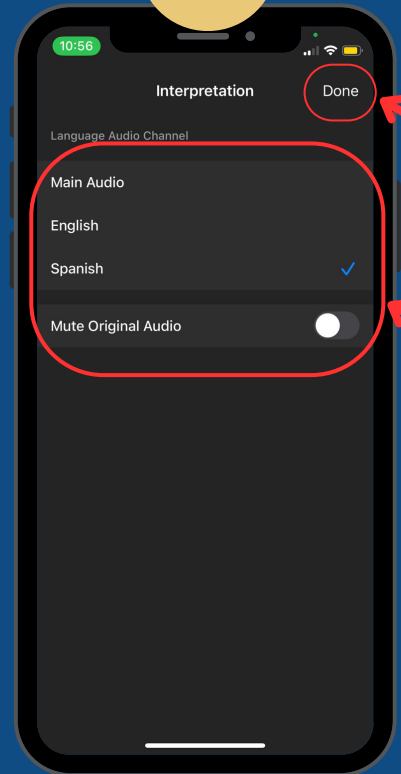 10:56
Interpretation
Done
Language Audio Channel
Main Audio
English
Spanish
Mute Original Audio